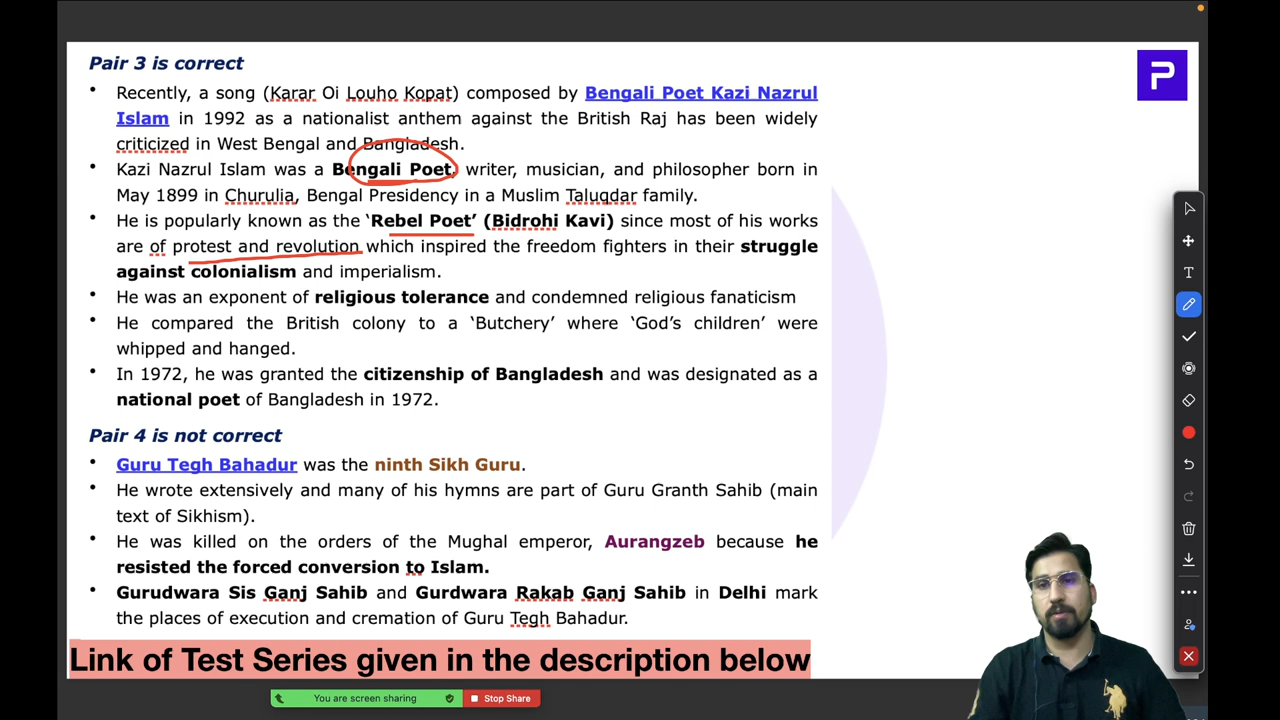 Pair 3 is correct
• Recently, a song (Karar Oi Louho Kopat) composed by Bengali Poet Kazi Nazrul
Islam in 1992 as a nationalist anthem against the British Raj has been widely
criticized in West Bengal and Bangladesh.
• Kazi Nazrul Islam was a Bengali Poet, writer, musician, and philosopher born in
May 1899 in Churulia, Bengal Presidency in a Muslim Taluqdar family.
• He is popularly known as the ‘Rebel Poet’ (Bidrohi Kavi) since most of his works
are of protest and revolution which inspired the freedom fighters in their struggle
against colonialism and imperialism.
• He was an exponent of religious tolerance and condemned religious fanaticism
• He compared the British colony to a ‘Butchery’ where ‘God’s children’ were
whipped and hanged.
• In 1972, he was granted the citizenship of Bangladesh and was designated as a
national poet of Bangladesh in 1972.
Pair 4 is not correct
• Guru Tegh Bahadur was the ninth Sikh Guru.
• He wrote extensively and many of his hymns are part of Guru Granth Sahib (main
text of Sikhism).
• He was killed on the orders of the Mughal emperor, Aurangzeb because he
resisted the forced conversion to Islam.
• Gurudwara Sis Ganj Sahib and Gurdwara Rakab Ganj Sahib in Delhi mark
the places of execution and cremation of Guru Tegh Bahadur.
Link of Test Series given in the description below
You are screen sharing
Stop Share
P
T